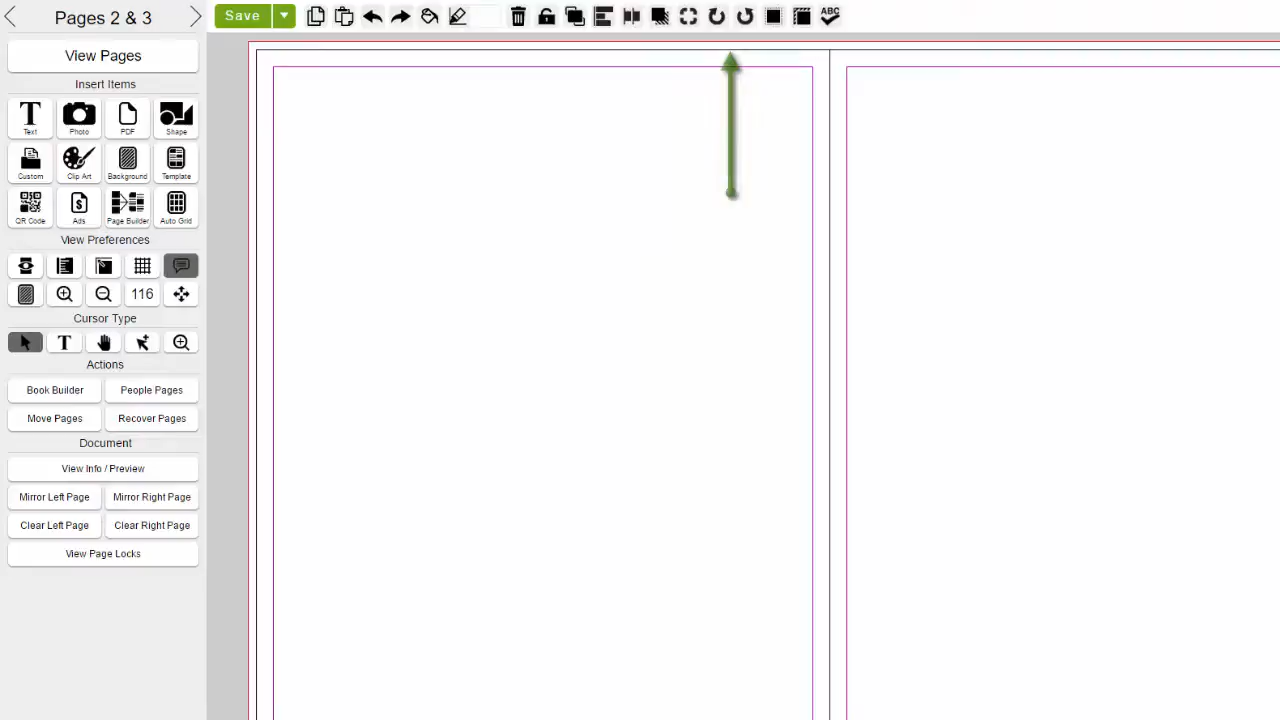 Pages 2 & 3
Save
ABC
View Pages
Insert Items
T
Text
Photo
PDF
Shape
Custom
Clip Art
Background
Template
$
QR Code
Ads
Page Builder
Auto Grid
View Preferences
116
Cursor Type
T
Actions
Book Builder
People Pages
Move Pages
Recover Pages
Document
View Info / Preview
Mirror Left Page
Mirror Right Page
Clear Left Page
Clear Right Page
View Page Locks